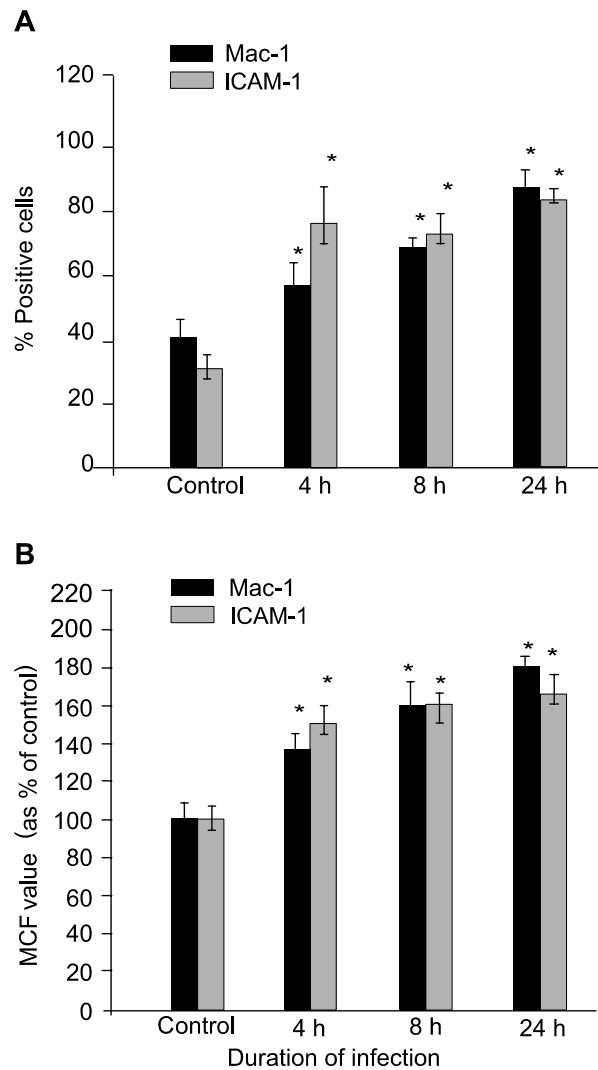 A
Mac-1
ICAM-1
120
100
80
60
40
20
0
% Positive cells
* * * * * *
Control 4 h 8 h 24 h
B
Mac-1
ICAM-1
220
200
180
160
140
120
100
80
60
40
20
0
MCF value (as % of control)
* * * * * *
Control 4 h 8 h 24 h
Duration of infection